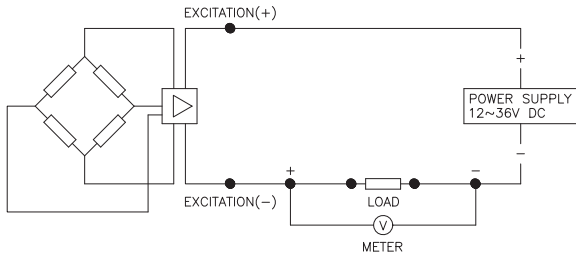 EXCITATION(+)
+
POWER SUPPLY
12~36V DC
−
+
−
EXCITATION(−)
LOAD
V
METER